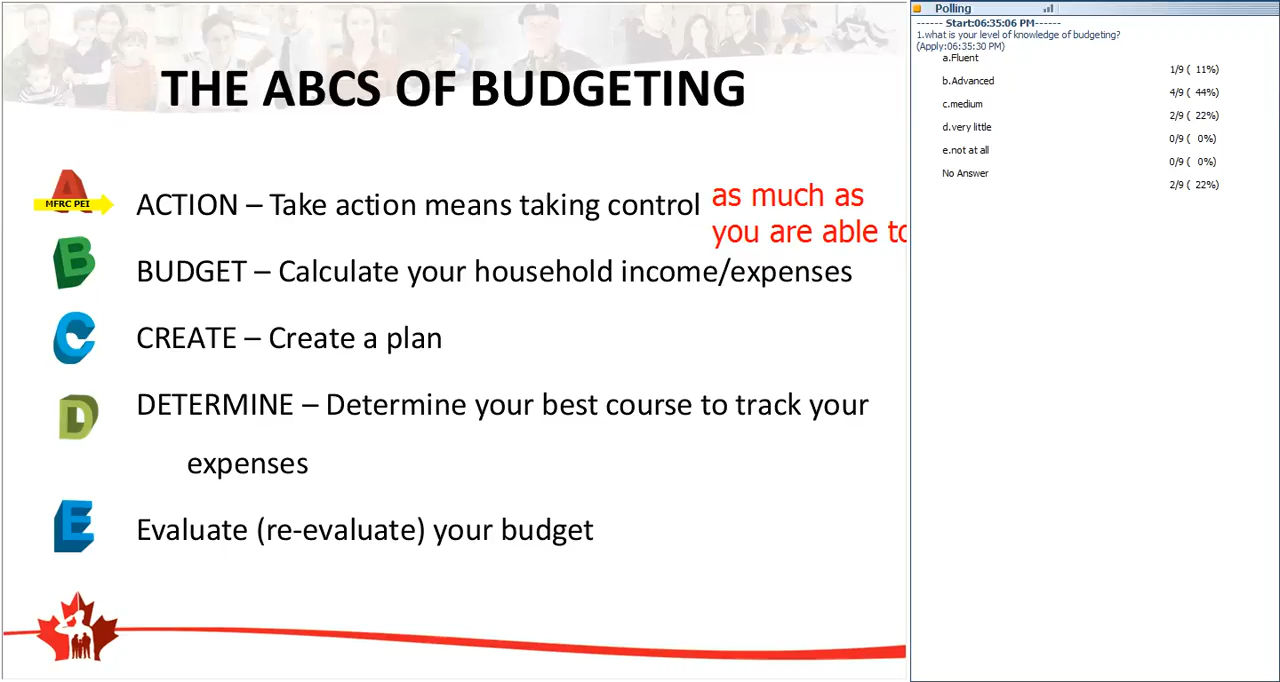 THE ABCS OF BUDGETING
A
MFRC PEI
ACTION – Take action means taking control
as much as
you are able to
B
BUDGET – Calculate your household income/expenses
C
CREATE – Create a plan
D
DETERMINE – Determine your best course to track your
expenses
E
Evaluate (re-evaluate) your budget
Polling
------ Start:06:35:06 PM------
1.what is your level of knowledge of budgeting?
(Apply:06:35:30 PM)
a.Fluent
1/9 ( 11%)
b.Advanced
4/9 ( 44%)
c.medium
2/9 ( 22%)
d.very little
0/9 ( 0%)
e.not at all
0/9 ( 0%)
No Answer
2/9 ( 22%)